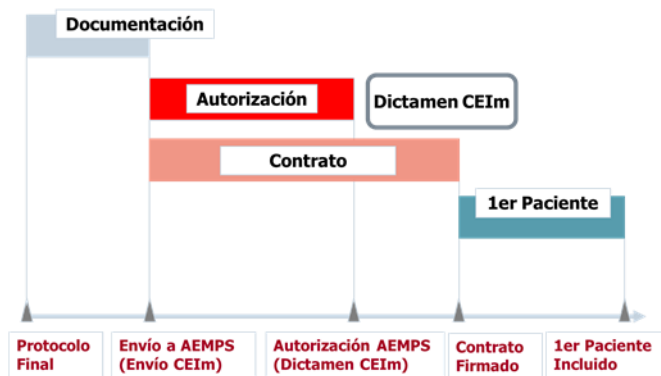 Documentación
Autorización
Dictamen CEIm
Contrato
1er Paciente
Protocolo
Final
Envío a AEMPS
(Envío CEIm)
Autorización AEMPS
(Dictamen CEIm)
Contrato
Firmado
1er Paciente
Incluido